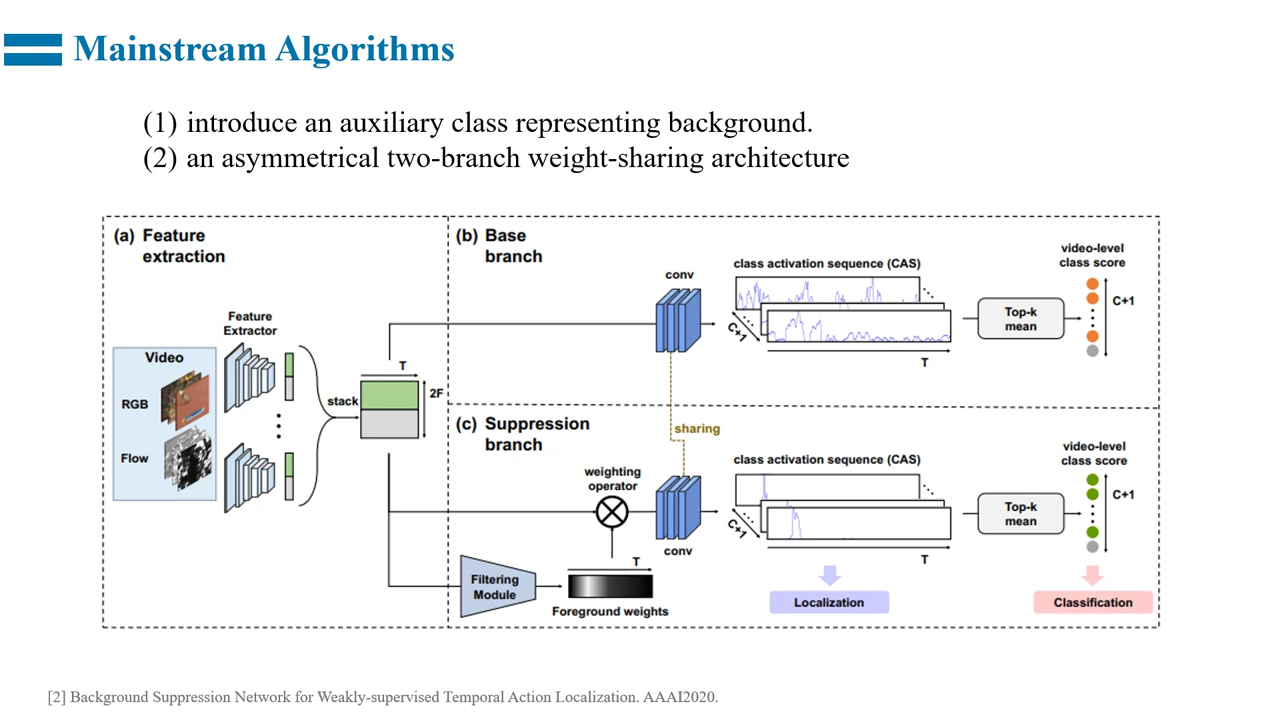 Mainstream Algorithms
(1) introduce an auxiliary class representing background.
(2) an asymmetrical two-branch weight-sharing architecture
(a) Feature
extraction
Feature
Extractor
Video
RGB
Flow
stack
T
2F
(b) Base
branch
conv
class activation sequence (CAS)
C+1
T
Top-k
mean
video-level
class score
C+1
sharing
(c) Suppression
branch
weighting
operator
conv
class activation sequence (CAS)
C+1
T
Top-k
mean
video-level
class score
C+1
Filtering
Module
T
Foreground weights
Localization
Classification
[2] Background Suppression Network for Weakly-supervised Temporal Action Localization. AAAI2020.